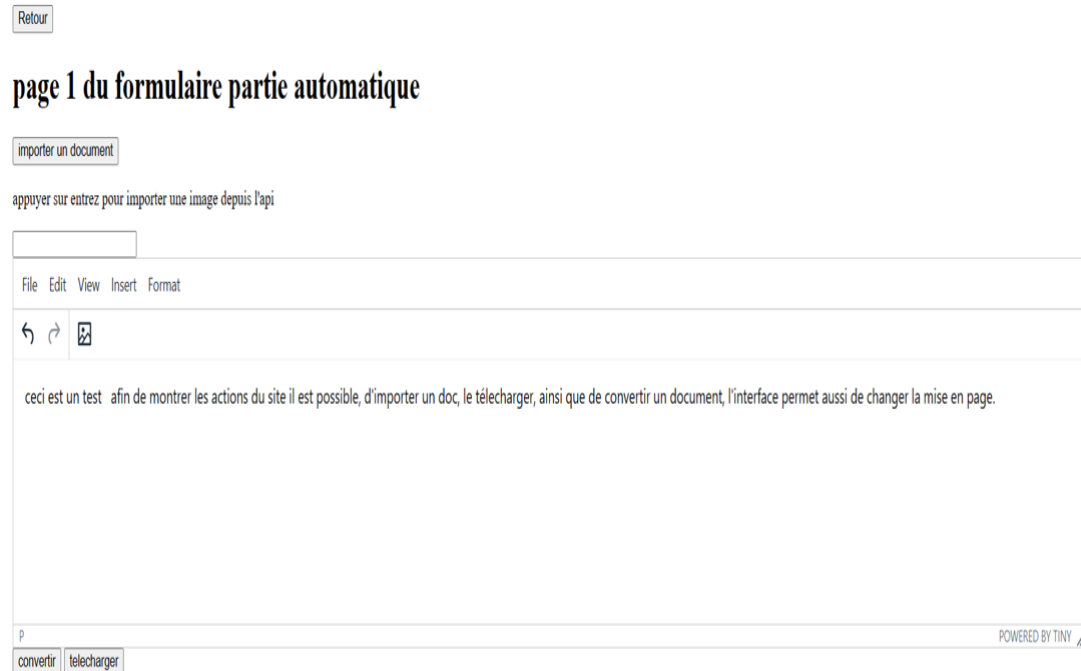 Retour
page 1 du formulaire partie automatique
importer un document
appuyer sur entrez pour importer une image depuis l'api
File Edit View Insert Format
ceci est un test afin de montrer les actions du site il est possible, d'importer un doc, le télecharger, ainsi que de convertir un document, l'interface permet aussi de changer la mise en page.
P POWERED BY TINY
convertir telecharger